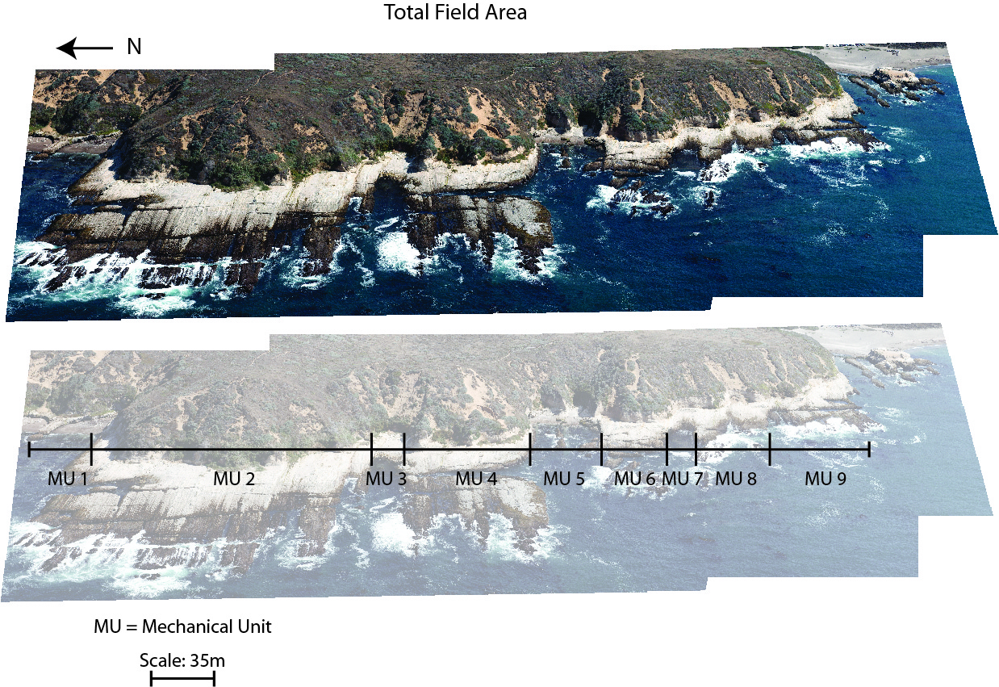 Total Field Area
N
MU 1
MU 2
MU 3
MU 4
MU 5
MU 6
MU 7
MU 8
MU 9
MU = Mechanical Unit
Scale: 35m